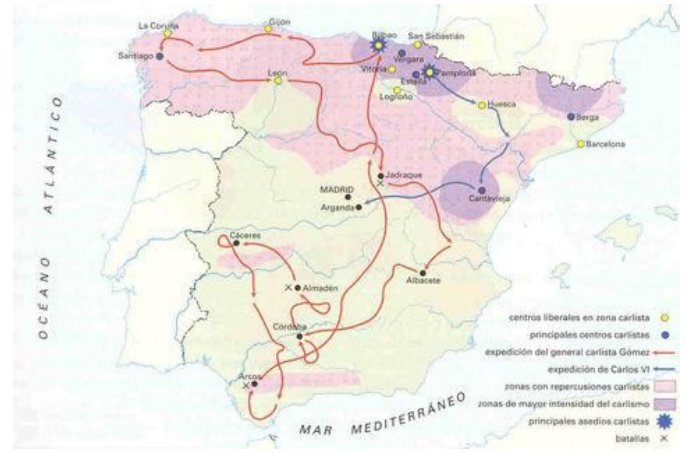 La Coruña
Gijón
Bilbao
San Sebastián
Santiago
Vergara
León
Vitoria
Pamplona
Estella
Logroño
Huesca
Berga
Barcelona
Jadraque
MADRID
Cantavieja
Arganda
Cáceres
Albacete
Almadén
Córdoba
Arcos
OCÉANO ATLÁNTICO
MAR MEDITERRÁNEO
centros liberales en zona carlista
principales centros carlistas
expedición del general carlista Gómez
expedición de Carlos VI
zonas con repercusiones carlistas
zonas de mayor intensidad del carlismo
principales asedios carlistas
batallas